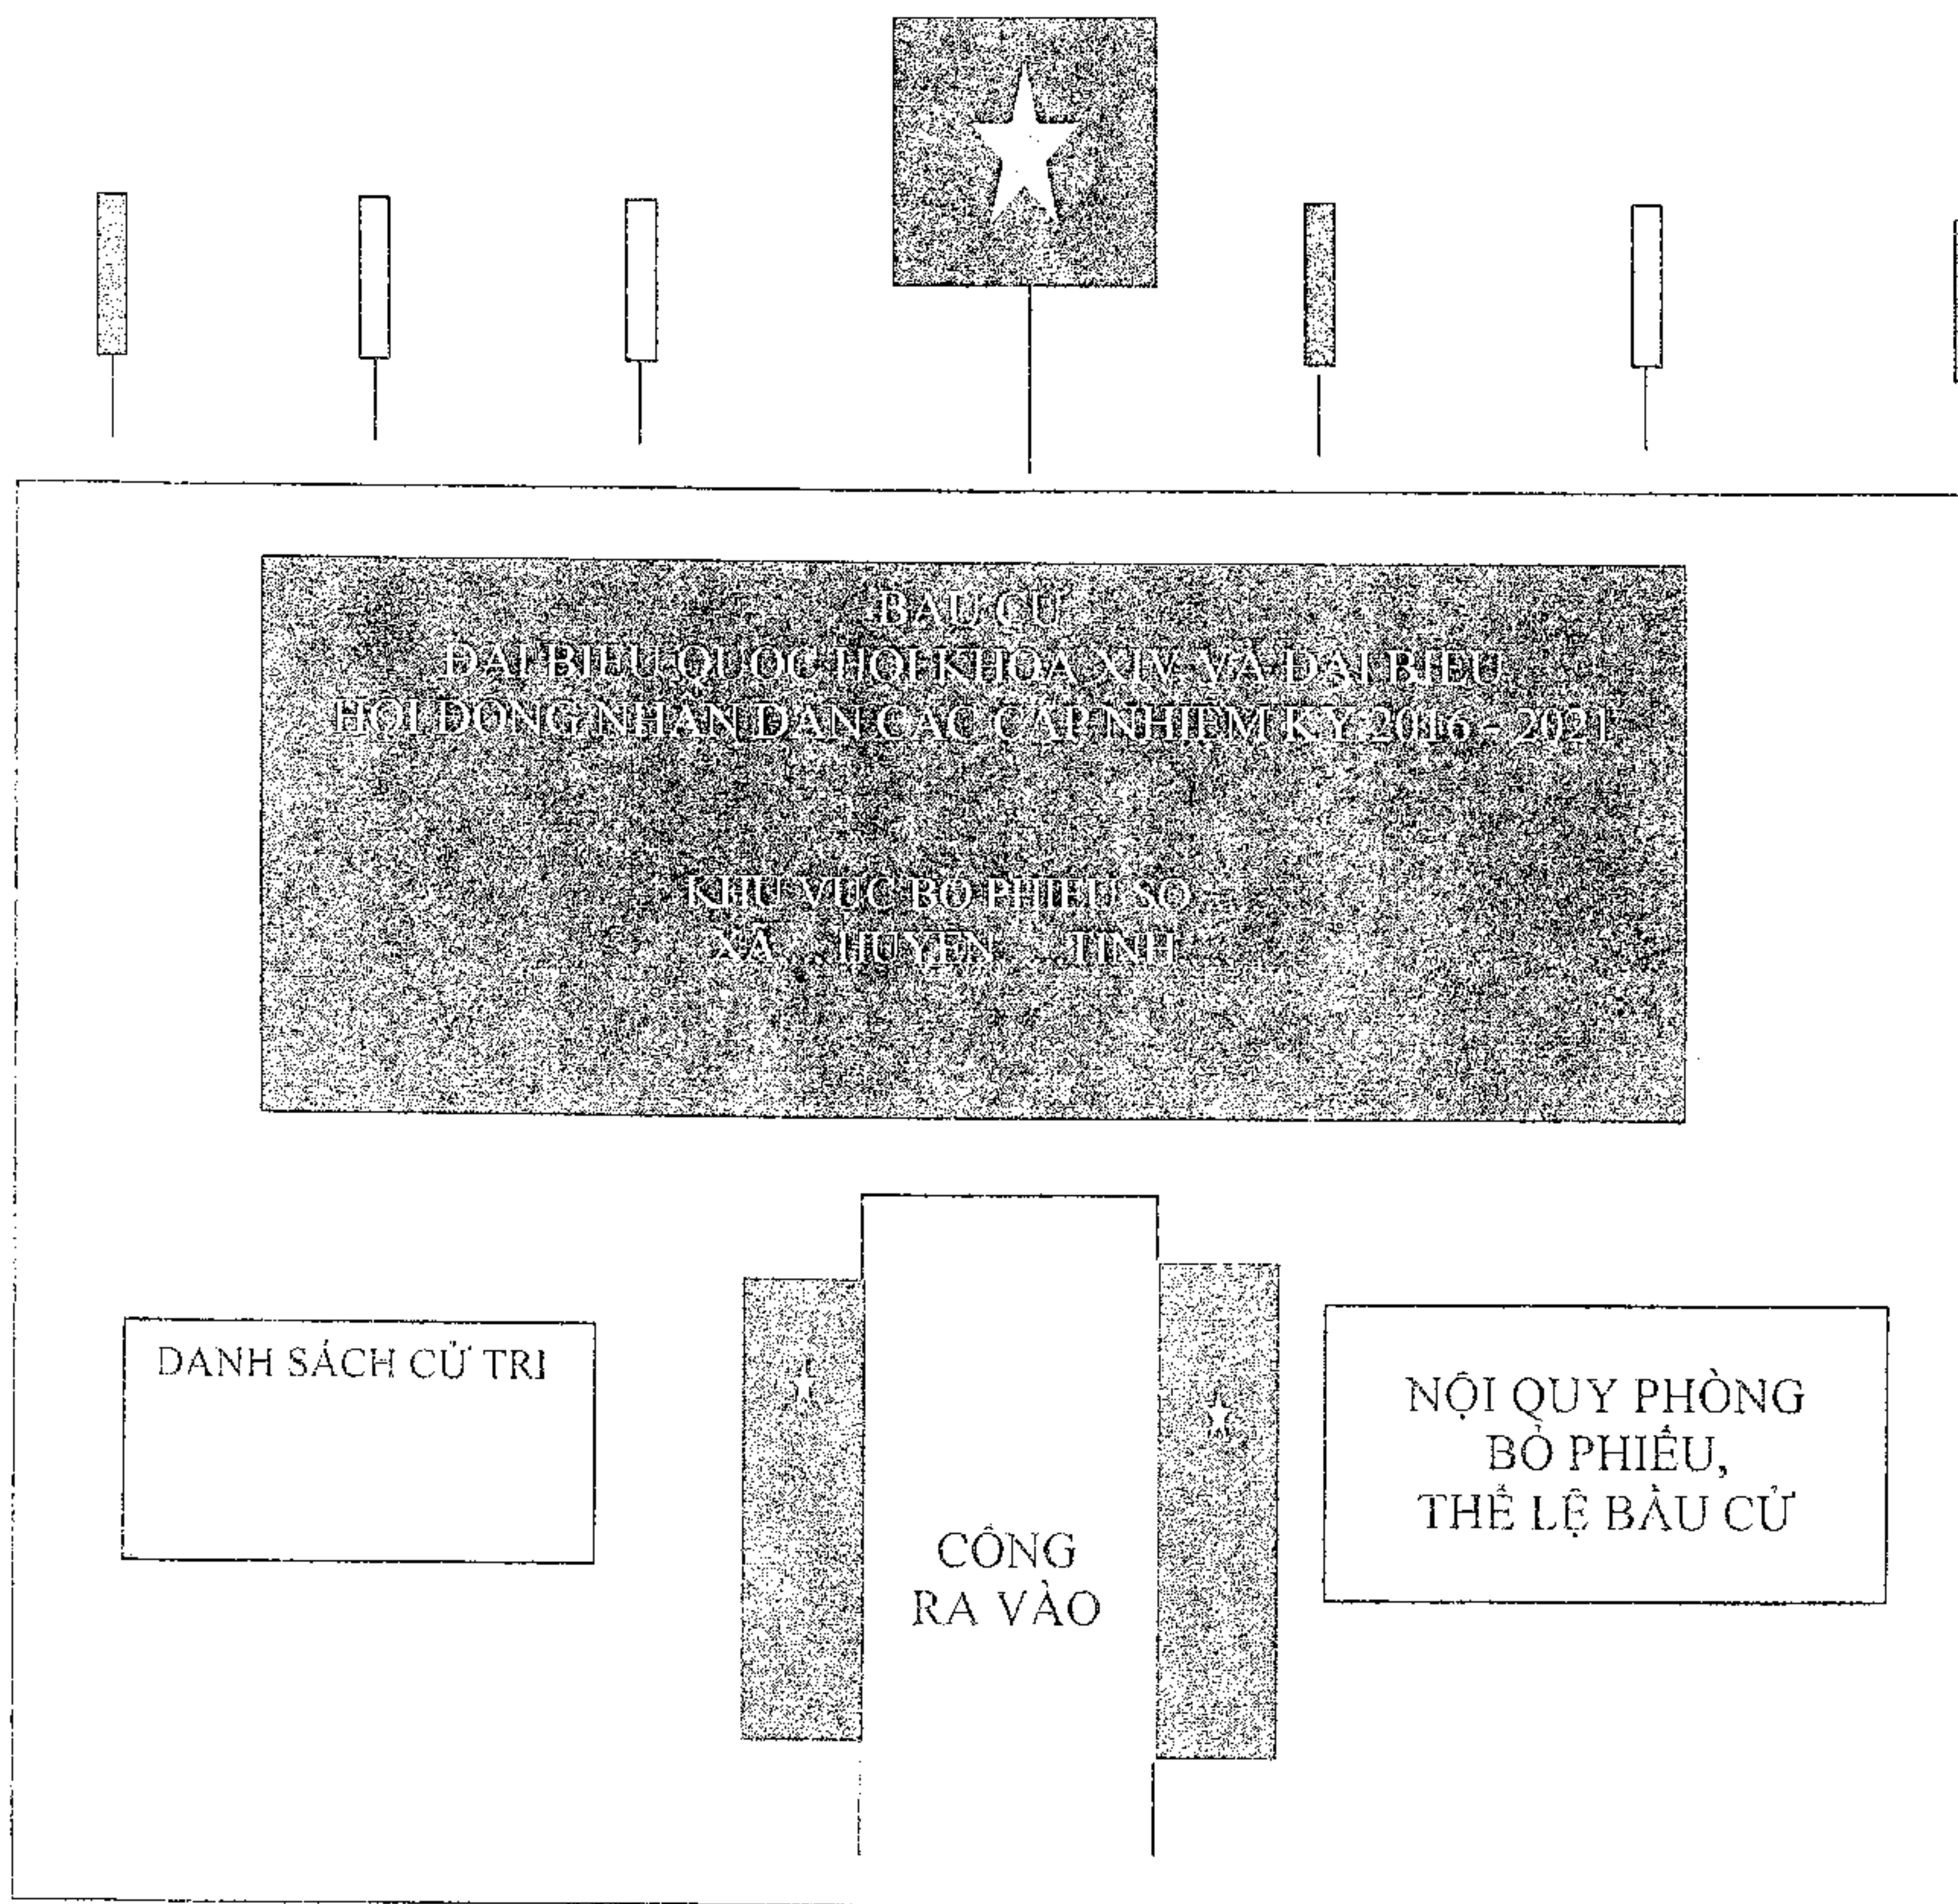 BẦU CỬ
ĐẠI BIỂU QUỐC HỘI KHÓA XIV VÀ ĐẠI BIỂU
HỘI ĐỒNG NHÂN DÂN CÁC CẤP NHIỆM KỲ 2016 - 2021
KHU VỰC BỎ PHIẾU SỐ
XÃ ... HUYỆN ... TỈNH
DANH SÁCH CỬ TRI
CỔNG
RA VÀO
NỘI QUY PHÒNG
BỎ PHIẾU,
THỂ LỆ BẦU CỬ